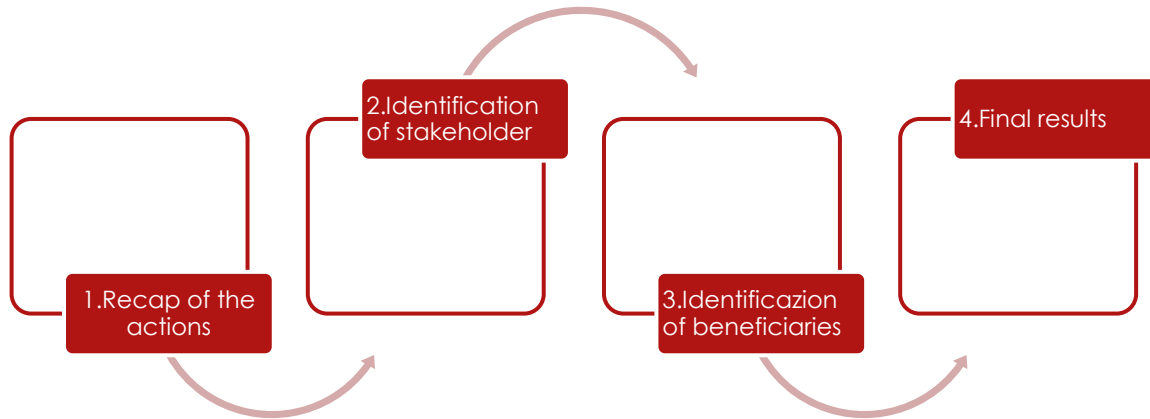 1.Recap of the
actions
2.Identification
of stakeholder
3.Identificazion
of beneficiaries
4.Final results